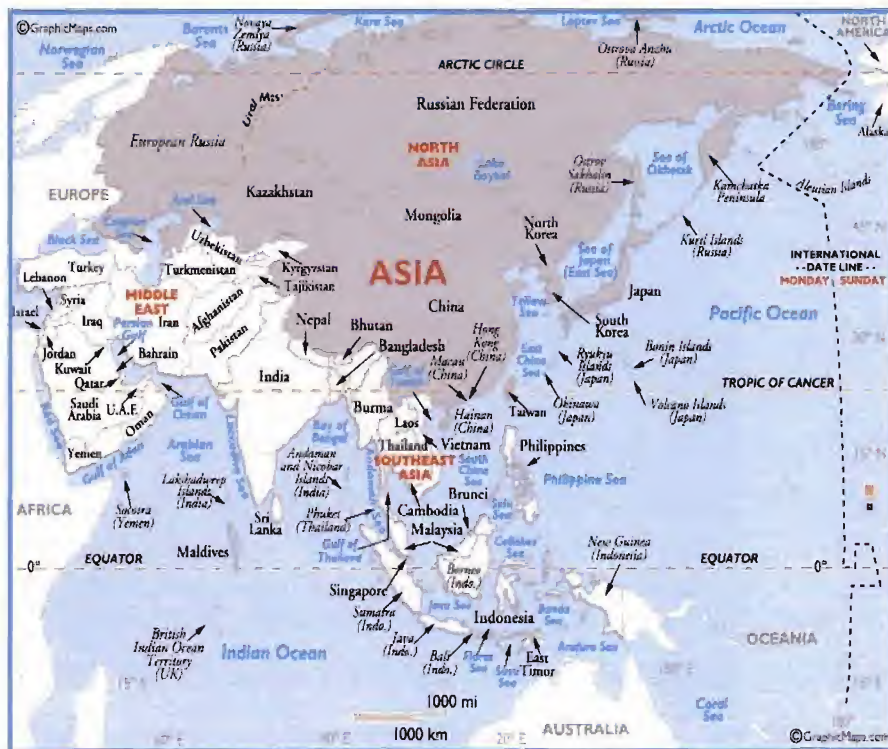 ©GraphicMaps.com
Norwegian
Sea
Barents
Sea
Novaya
Zemlya
(Russia)
Kara Sea
Laptev Sea
Ostrova Anzhu
(Russia)
Arctic Ocean
NORTH
AMERICA
ARCTIC CIRCLE
Bering
Sea
Alaska
Ural Mts
Russian Federation
European Russia
NORTH
ASIA
Lake
Baykal
Ostrov
Sakhalin
(Russia)
Sea of
Okhotsk
Kamchatka
Peninsula
Aleutian Islands
EUROPE
Kazakhstan
Mongolia
Aral Sea
Caspian
Black Sea
North
Korea
Kuril Islands
(Russia)
Uzbekistan
Turkey
Turkmenistan
Kyrgyzstan
Tajikistan
ASIA
Sea of
Japan
(East Sea)
INTERNATIONAL
--DATE LINE--
MONDAY SUNDAY
Lebanon
Syria
MIDDLE
EAST
Afghanistan
China
Japan
Israel
Iraq
Iran
Pakistan
Yellow
Sea
South
Korea
Pacific Ocean
Persian
Gulf
Nepal
Bhutan
Hong
Kong
(China)
Jordan
Kuwait
Bahrain
Bangladesh
East
China
Sea
Ryukyu
Islands
(Japan)
Bonin Islands
(Japan)
Qatar
India
Macau
(China)
TROPIC OF CANCER
Saudi
Arabia
U.A.E.
Oman
Gulf of
Oman
Burma
Hainan
(China)
Taiwan
Okinawa
(Japan)
Volcano Islands
(Japan)
Red Sea
Laos
Thailand
Vietnam
Yemen
Gulf of Aden
Arabian
Sea
Bay of
Bengal
SOUTHEAST
ASIA
South
China
Sea
Philippines
Philippine Sea
Laccadive Sea
Lakshadweep
Islands
(India)
Andaman
and Nicobar
Islands
(India)
AFRICA
Socotra
(Yemen)
Sri
Lanka
Phuket
(Thailand)
Cambodia
Brunei
Sulu
Sea
Malaysia
Gulf of
Thailand
Celebes
Sea
New Guinea
(Indonesia)
EQUATOR
Maldives
EQUATOR
0°
0°
Borneo
(Indo.)
Singapore
Sumatra
(Indo.)
Java Sea
Indonesia
Banda
Sea
British
Indian Ocean
Territory
(UK)
Indian Ocean
Java
(Indo.)
Bali
(Indo.)
Flores
Sea
Savu
Sea
East
Timor
Arafura Sea
OCEANIA
1000 mi
1000 km
Coral
Sea
AUSTRALIA
©GraphicMaps.com